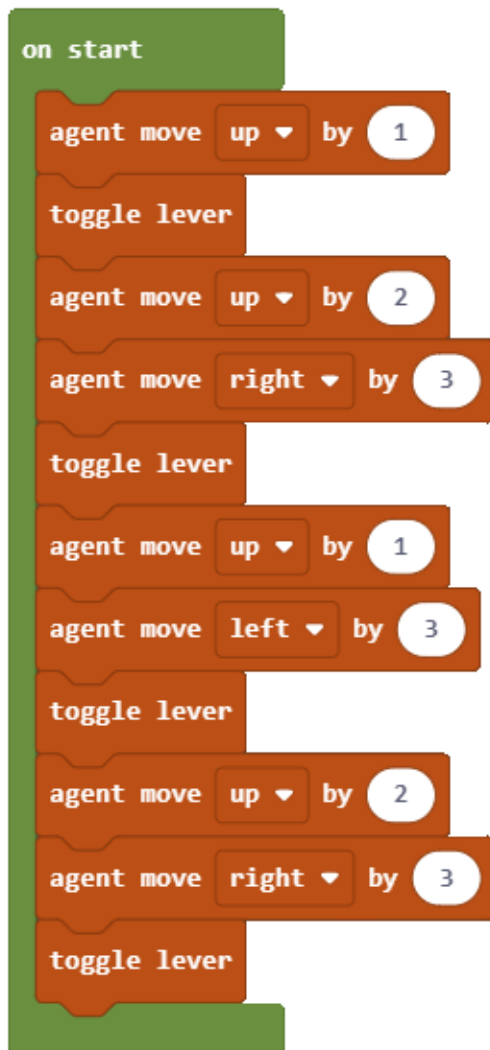 on start
agent move up by 1
toggle lever
agent move up by 2
agent move right by 3
toggle lever
agent move up by 1
agent move left by 3
toggle lever
agent move up by 2
agent move right by 3
toggle lever